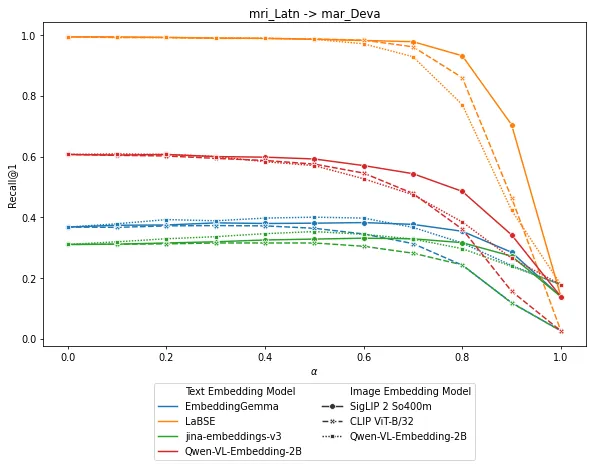 mri_Latn -> mar_Deva
Recall@1
1.0
0.8
0.6
0.4
0.2
0.0
0.0 0.2 0.4 0.6 0.8 1.0
α
Text Embedding Model
EmbeddingGemma
LaBSE
jina-embeddings-v3
Qwen-VL-Embedding-2B
Image Embedding Model
SigLIP 2 So400m
CLIP ViT-B/32
Qwen-VL-Embedding-2B